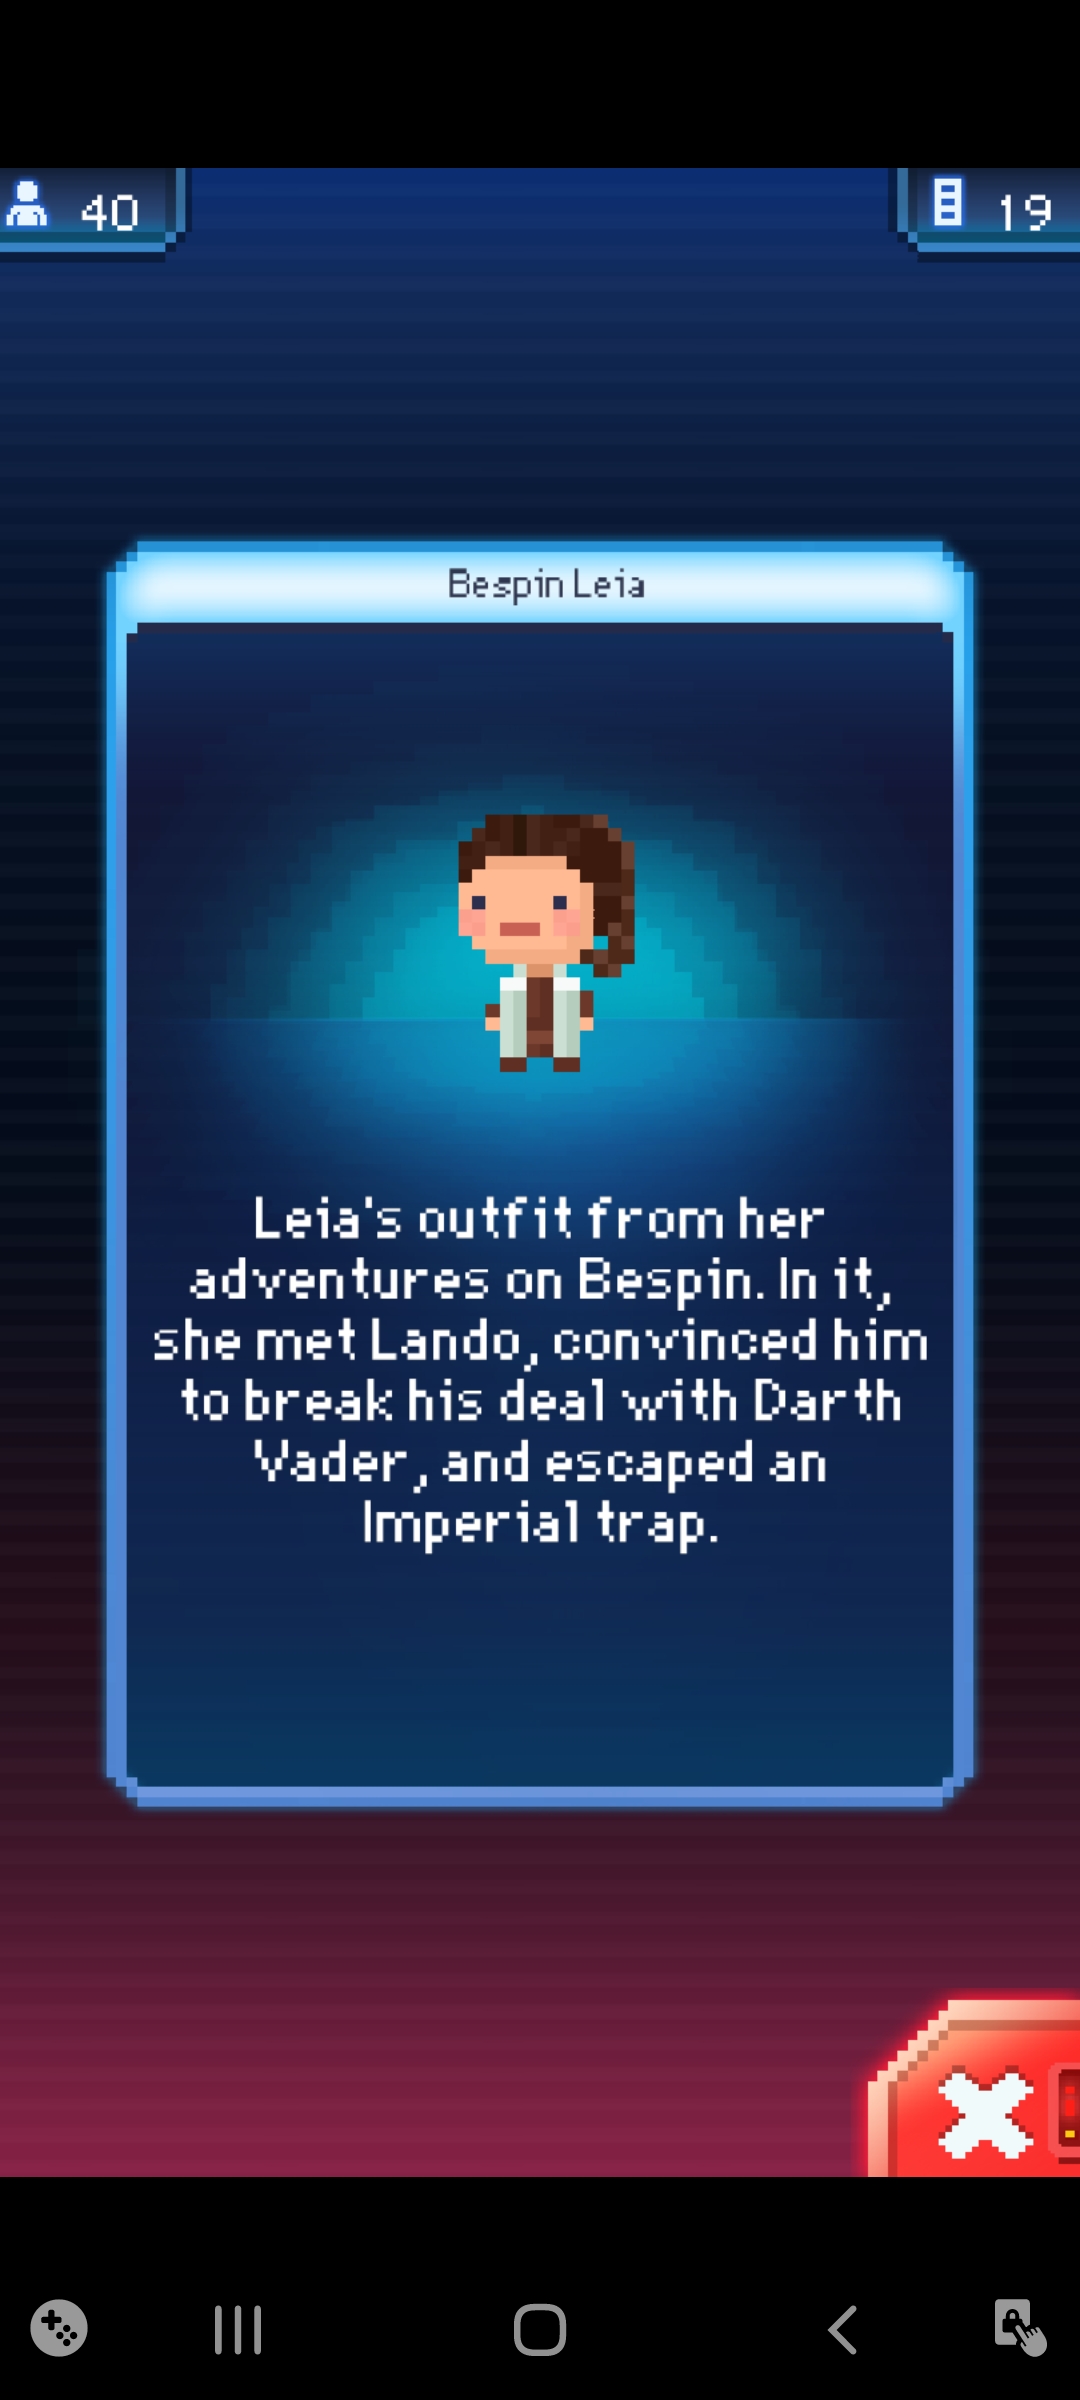 40
19
Bespin Leia
Leia's outfit from her
adventures on Bespin. In it,
she met Lando, convinced him
to break his deal with Darth
Vader, and escaped an
Imperial trap.